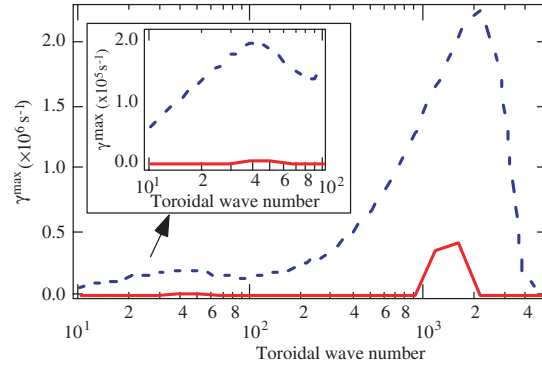 2.0
1.0
0.0
γmax (x10⁵ s-1)
10¹ 2 4 6 8 10²
Toroidal wave number
2.0
1.5
1.0
0.5
0.0
γmax (×10⁶ s-1)
10¹ 2 4 6 8 10² 2 4 6 8 10³ 2 4
Toroidal wave number